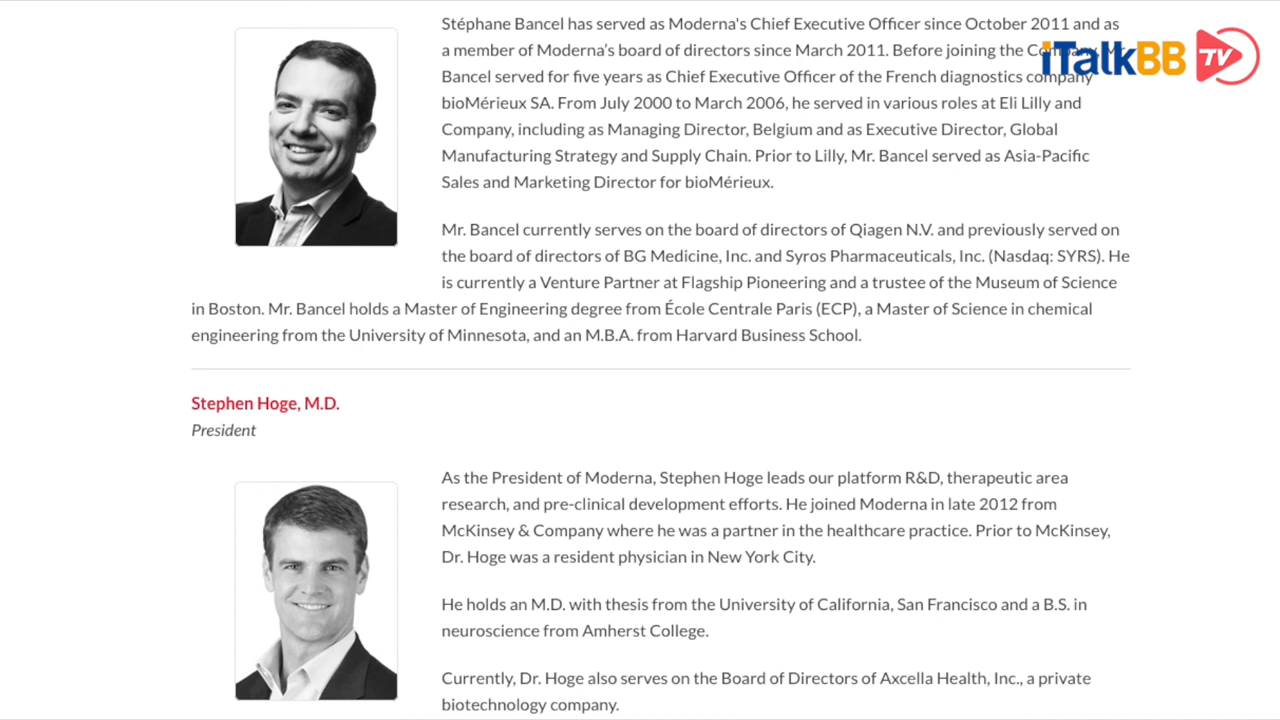 Stéphane Bancel has served as Moderna's Chief Executive Officer since October 2011 and as
a member of Moderna's board of directors since March 2011. Before joining the Company, Mr.
iTalkBB TV
Bancel served for five years as Chief Executive Officer of the French diagnostics company
bioMérieux SA. From July 2000 to March 2006, he served in various roles at Eli Lilly and
Company, including as Managing Director, Belgium and as Executive Director, Global
Manufacturing Strategy and Supply Chain. Prior to Lilly, Mr. Bancel served as Asia-Pacific
Sales and Marketing Director for bioMérieux.
Mr. Bancel currently serves on the board of directors of Qiagen N.V. and previously served on
the board of directors of BG Medicine, Inc. and Syros Pharmaceuticals, Inc. (Nasdaq: SYRS). He
is currently a Venture Partner at Flagship Pioneering and a trustee of the Museum of Science
in Boston. Mr. Bancel holds a Master of Engineering degree from École Centrale Paris (ECP), a Master of Science in chemical
engineering from the University of Minnesota, and an M.B.A. from Harvard Business School.
Stephen Hoge, M.D.
President
As the President of Moderna, Stephen Hoge leads our platform R&D, therapeutic area
research, and pre-clinical development efforts. He joined Moderna in late 2012 from
McKinsey & Company where he was a partner in the healthcare practice. Prior to McKinsey,
Dr. Hoge was a resident physician in New York City.
He holds an M.D. with thesis from the University of California, San Francisco and a B.S. in
neuroscience from Amherst College.
Currently, Dr. Hoge also serves on the Board of Directors of Axcella Health, Inc., a private
biotechnology company.